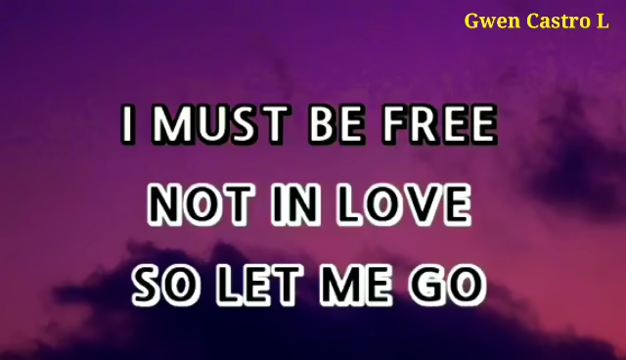 Gwen Castro L
I MUST BE FREE
NOT IN LOVE
SO LET ME GO